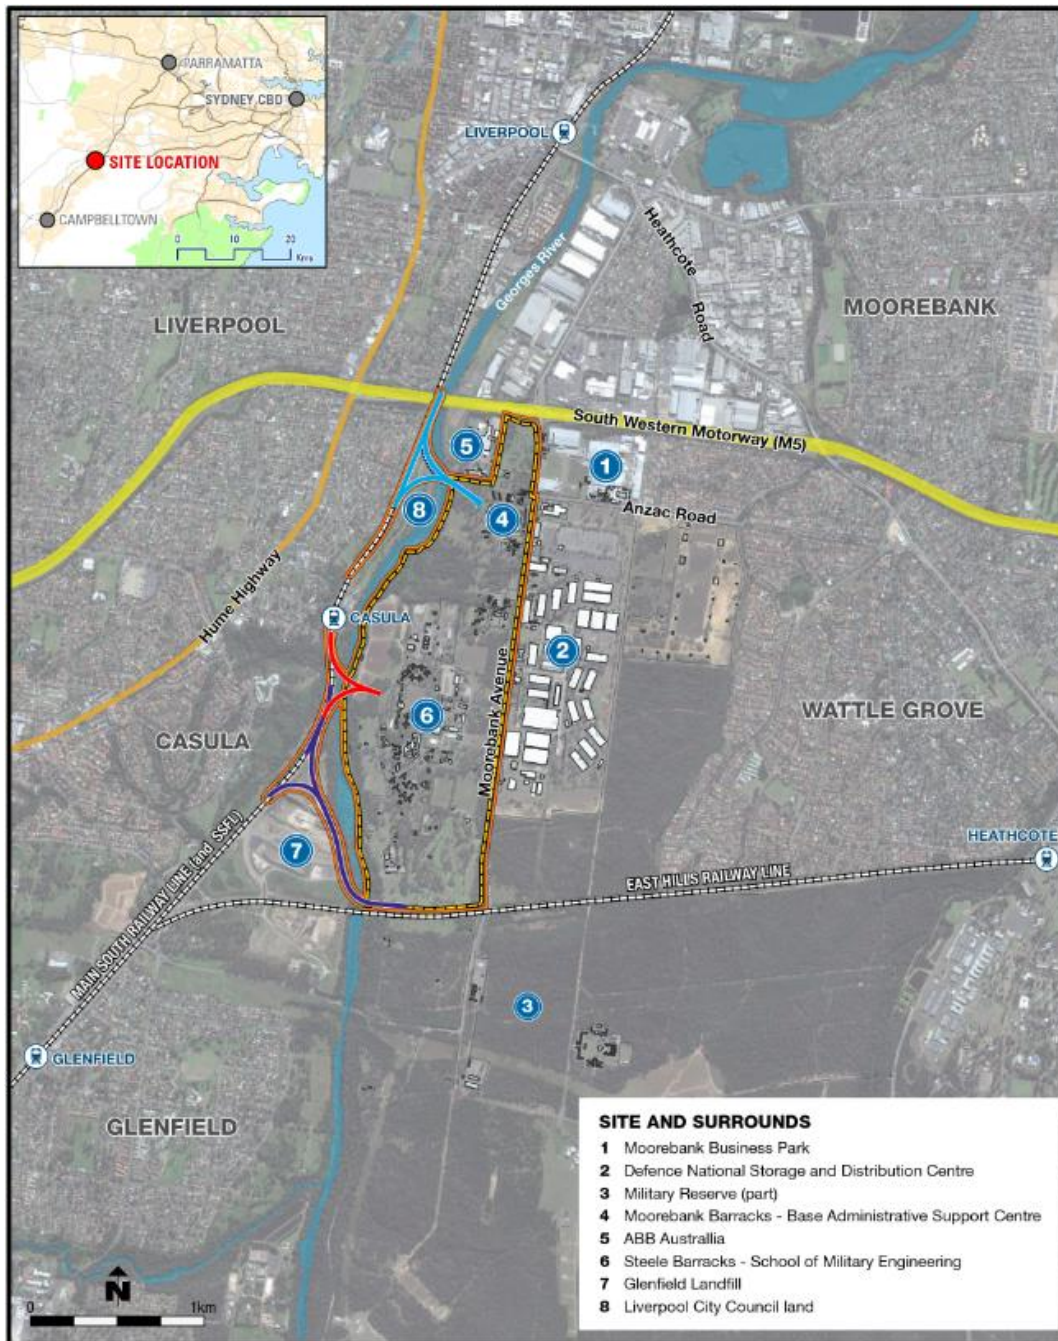 PARRAMATTA
SYDNEY CBD
SITE LOCATION
CAMPBELLTOWN
0 10 20
Kms
LIVERPOOL
Georges River
Heathcote Road
LIVERPOOL
MOOREBANK
South Western Motorway (M5)
5
1
8
4
Anzac Road
Hume Highway
CASULA
2
Moorebank Avenue
6
CASULA
WATTLE GROVE
7
HEATHCOTE
MAIN SOUTH RAILWAY LINE (and SSFL)
EAST HILLS RAILWAY LINE
3
GLENFIELD
GLENFIELD
N
0 1km
SITE AND SURROUNDS
1 Moorebank Business Park
2 Defence National Storage and Distribution Centre
3 Military Reserve (part)
4 Moorebank Barracks - Base Administrative Support Centre
5 ABB Australlia
6 Steele Barracks - School of Military Engineering
7 Glenfield Landfill
8 Liverpool City Council land